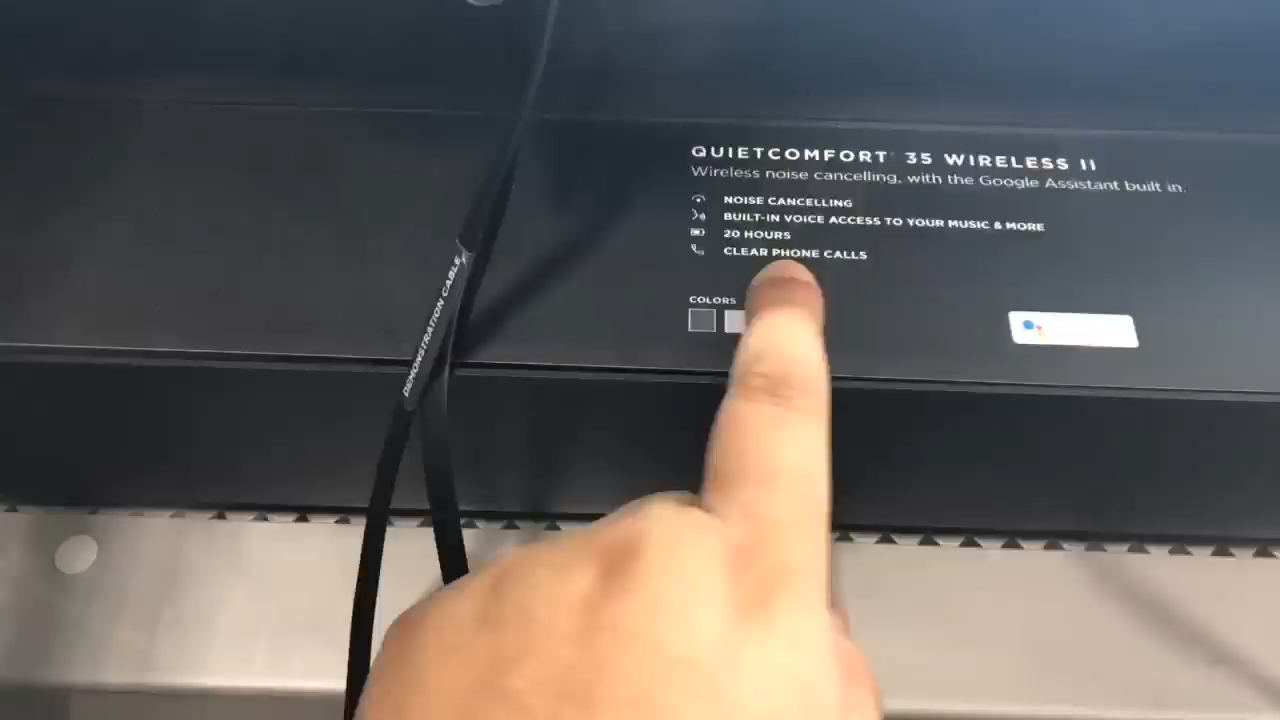 QUIETCOMFORT® 35 WIRELESS II
Wireless noise cancelling, with the Google Assistant built in.
NOISE CANCELLING
BUILT-IN VOICE ACCESS TO YOUR MUSIC & MORE
20 HOURS
CLEAR PHONE CALLS
COLORS
DEMONSTRATION CABLE